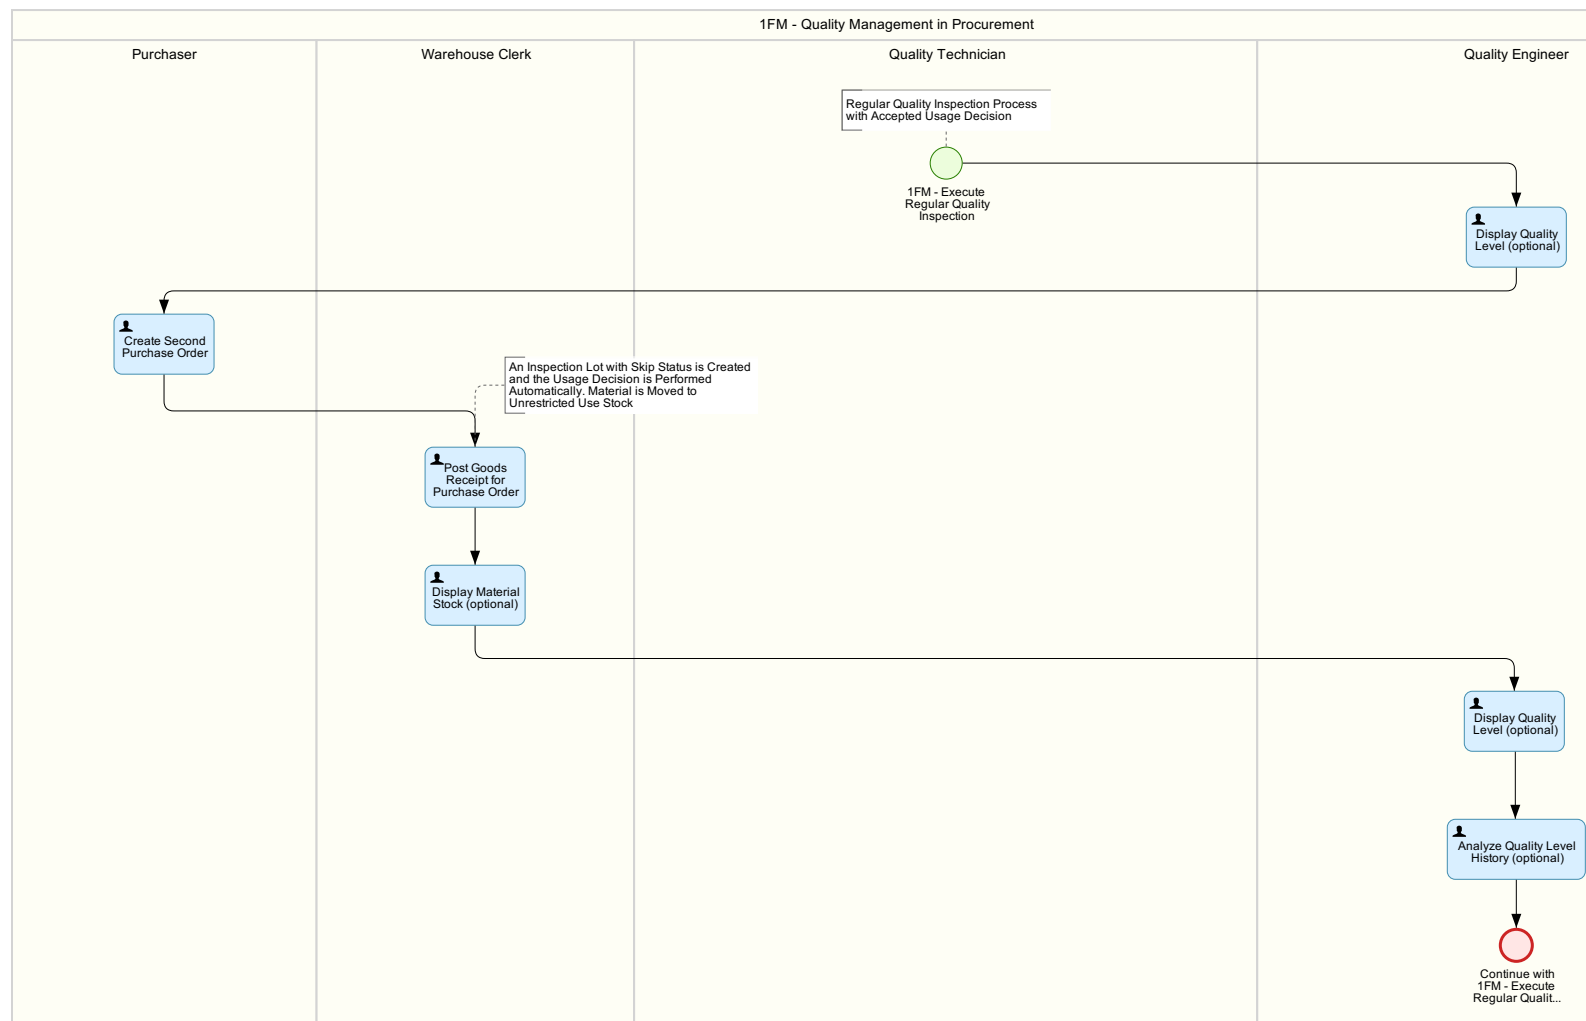 1FM - Quality Management in Procurement
Purchaser
Warehouse Clerk
Quality Technician
Quality Engineer
Regular Quality Inspection Process
with Accepted Usage Decision
1FM - Execute
Regular Quality
Inspection
Display Quality
Level (optional)
Create Second
Purchase Order
An Inspection Lot with Skip Status is Created
and the Usage Decision is Performed
Automatically. Material is Moved to
Unrestricted Use Stock
Post Goods
Receipt for
Purchase Order
Display Material
Stock (optional)
Display Quality
Level (optional)
Analyze Quality Level
History (optional)
Continue with
1FM - Execute
Regular Qualit...